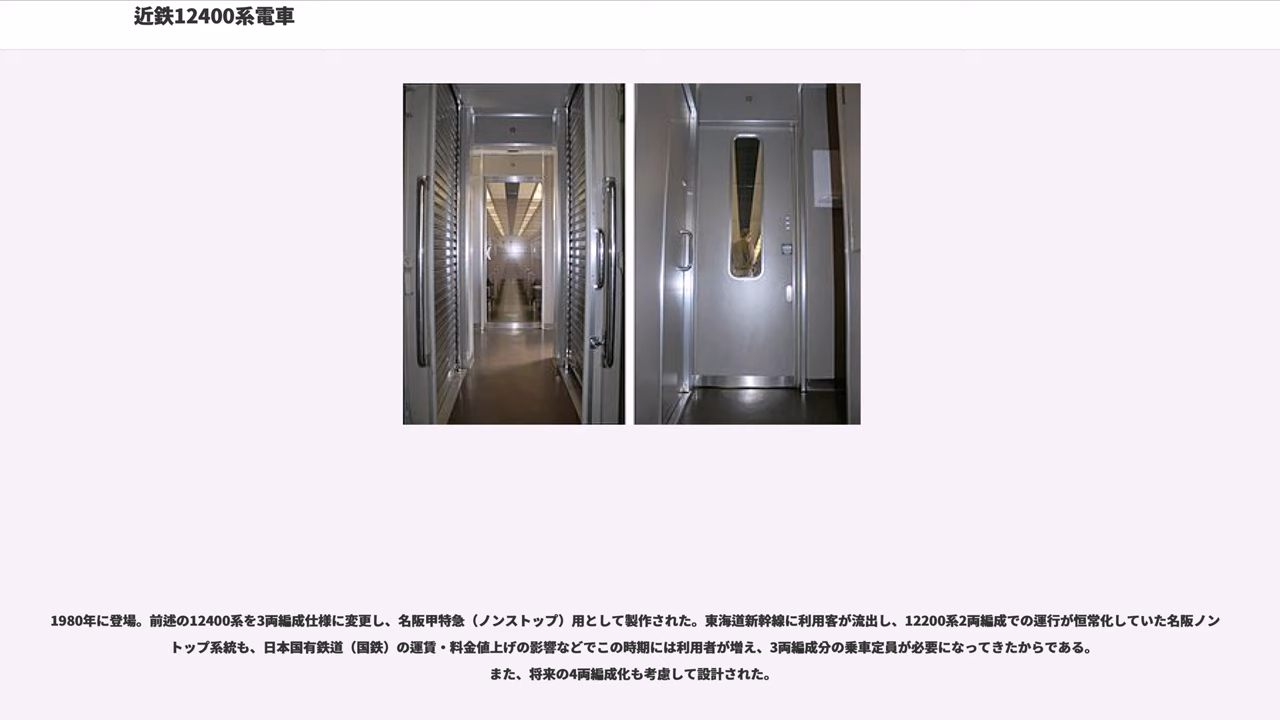 近鉄12400系電車
1980年に登場。前述の12400系を3両編成仕様に変更し、名阪甲特急（ノンストップ）用として製作された。東海道新幹線に利用客が流出し、12200系2両編成での運行が恒常化していた名阪ノン
トップ系統も、日本国有鉄道（国鉄）の運賃・料金値上げの影響などでこの時期には利用者が増え、3両編成分の乗車定員が必要になってきたからである。
また、将来の4両編成化も考慮して設計された。